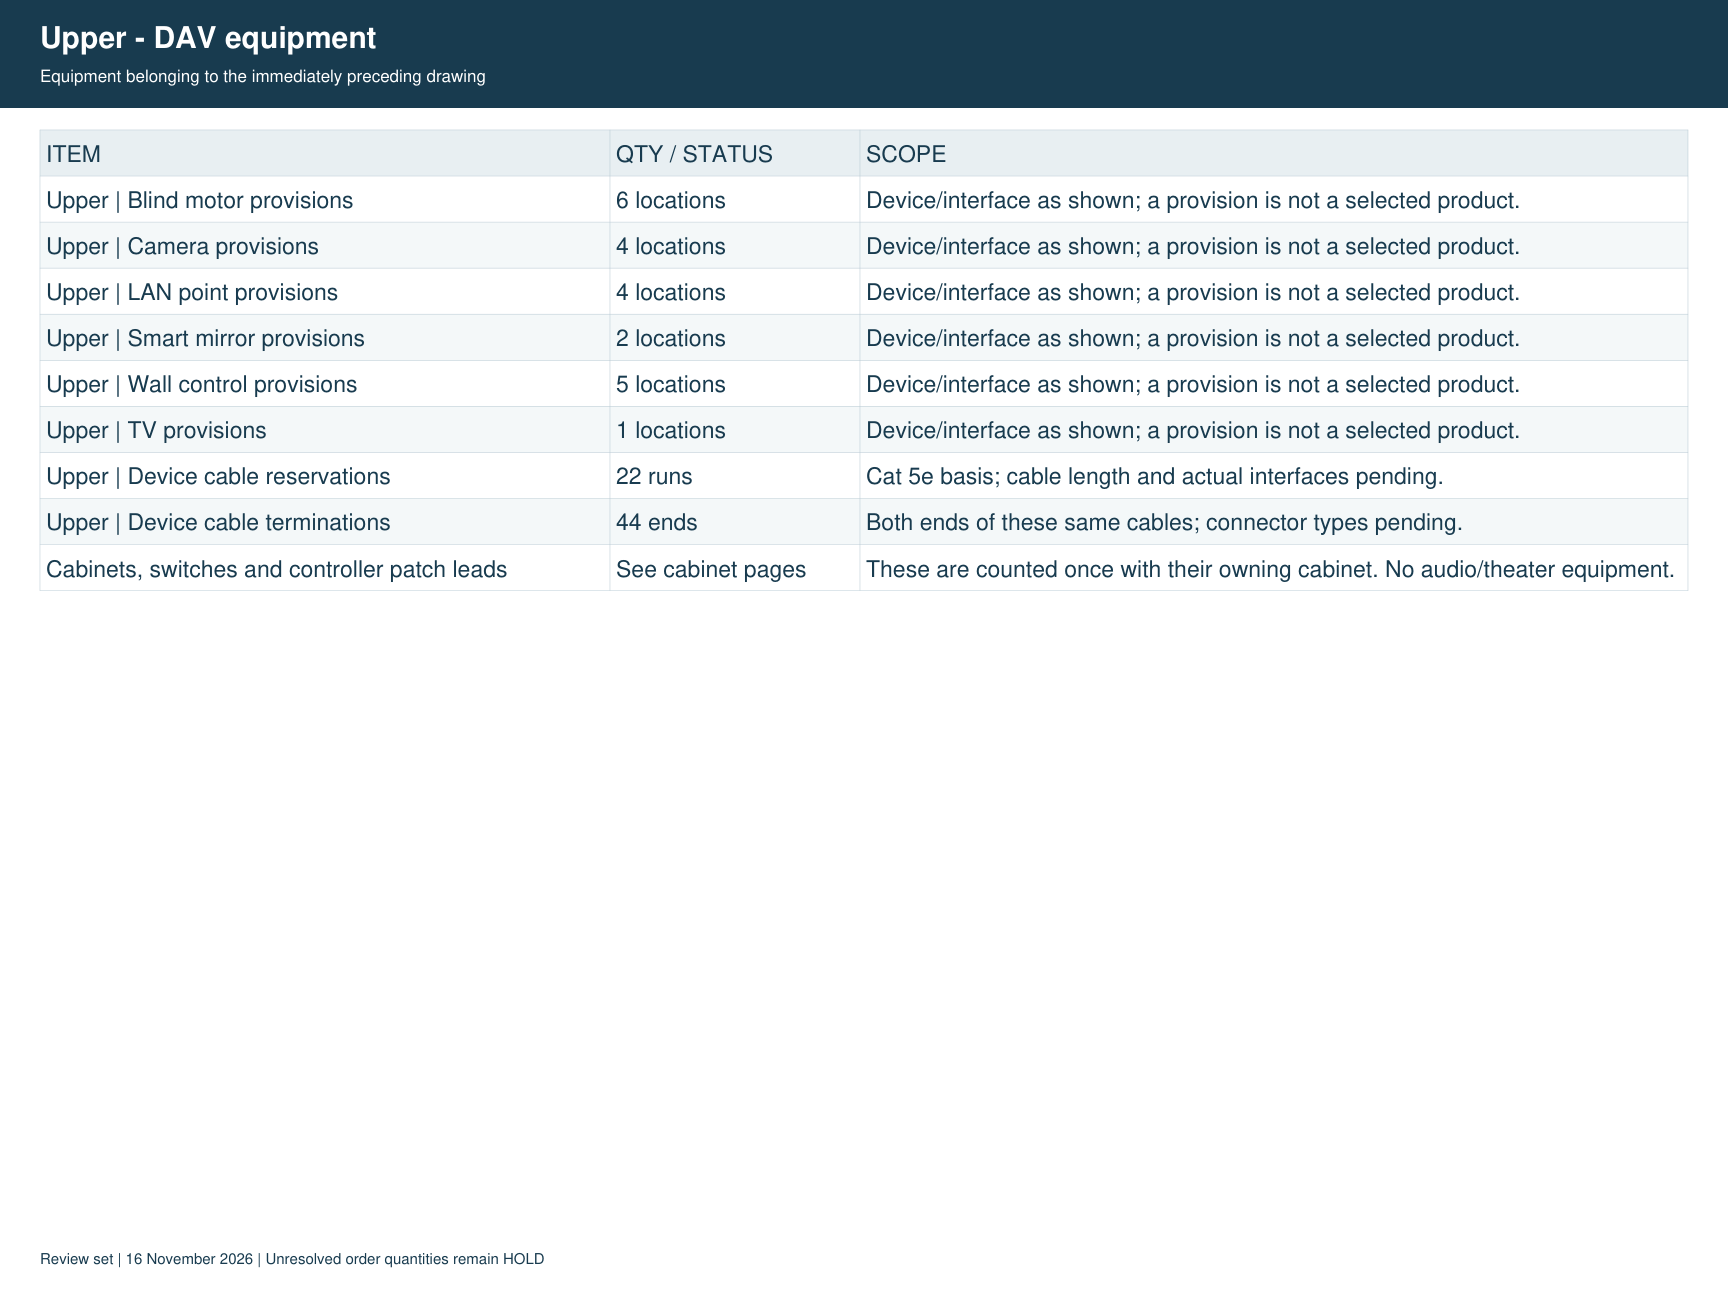 Upper - DAV equipment
Equipment belonging to the immediately preceding drawing
ITEM QTY / STATUS SCOPE
Upper | Blind motor provisions 6 locations Device/interface as shown; a provision is not a selected product.
Upper | Camera provisions 4 locations Device/interface as shown; a provision is not a selected product.
Upper | LAN point provisions 4 locations Device/interface as shown; a provision is not a selected product.
Upper | Smart mirror provisions 2 locations Device/interface as shown; a provision is not a selected product.
Upper | Wall control provisions 5 locations Device/interface as shown; a provision is not a selected product.
Upper | TV provisions 1 locations Device/interface as shown; a provision is not a selected product.
Upper | Device cable reservations 22 runs Cat 5e basis; cable length and actual interfaces pending.
Upper | Device cable terminations 44 ends Both ends of these same cables; connector types pending.
Cabinets, switches and controller patch leads See cabinet pages These are counted once with their owning cabinet. No audio/theater equipment.
Review set | 16 November 2026 | Unresolved order quantities remain HOLD